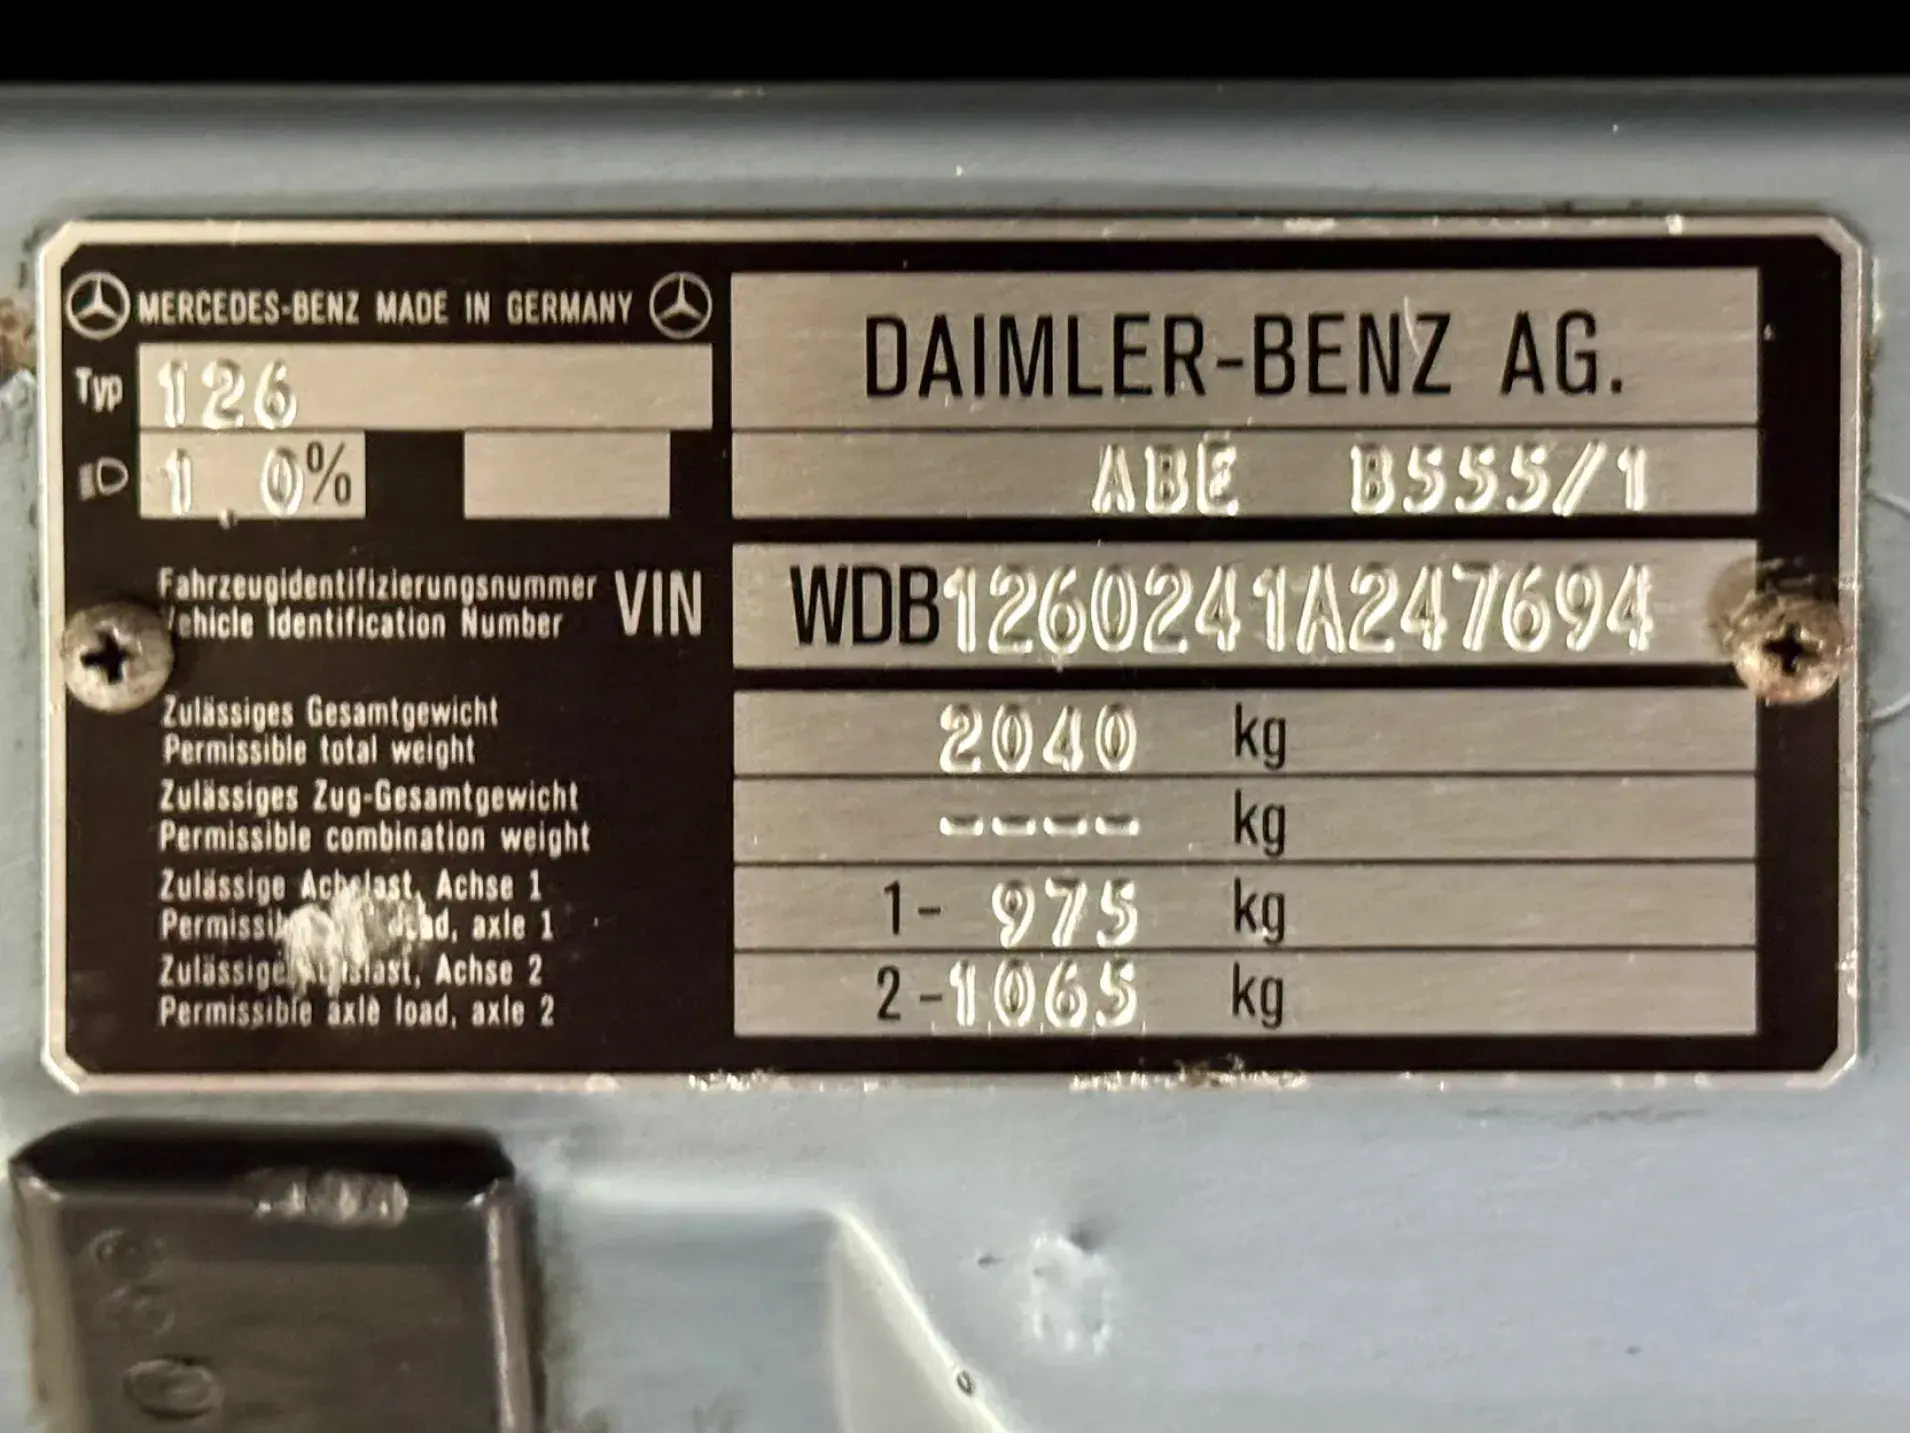 MERCEDES-BENZ MADE IN GERMANY
Typ 126
1 0%
DAIMLER-BENZ AG.
ABE B555/1
Fahrzeugidentifizierungsnummer
Vehicle Identification Number
VIN
WDB1260241A247694
Zulässiges Gesamtgewicht
Permissible total weight
2040 kg
Zulässiges Zug-Gesamtgewicht
Permissible combination weight
---- kg
Zulässige Achslast, Achse 1
Permissible load, axle 1
1- 975 kg
Zulässige Achslast, Achse 2
Permissible axle load, axle 2
2-1065 kg